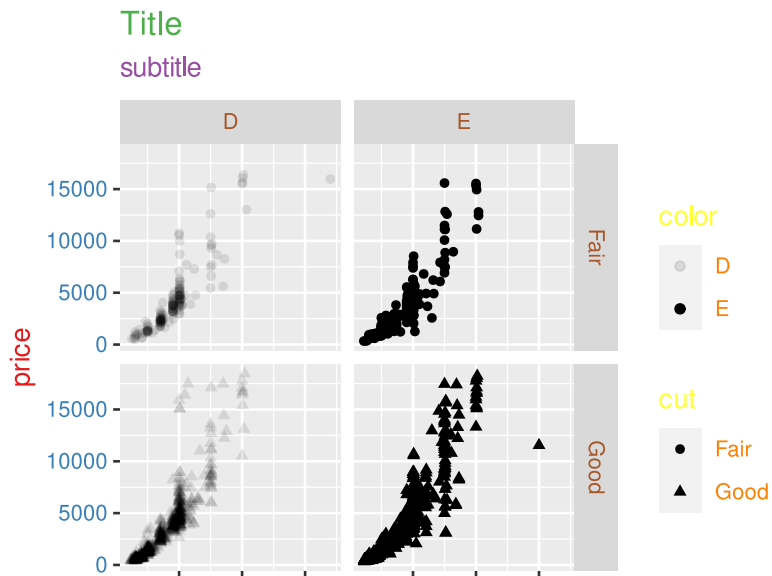 Title
subtitle
D
E
15000
10000
5000
0
Fair
price
15000
10000
5000
0
Good
color
D
E
cut
Fair
Good